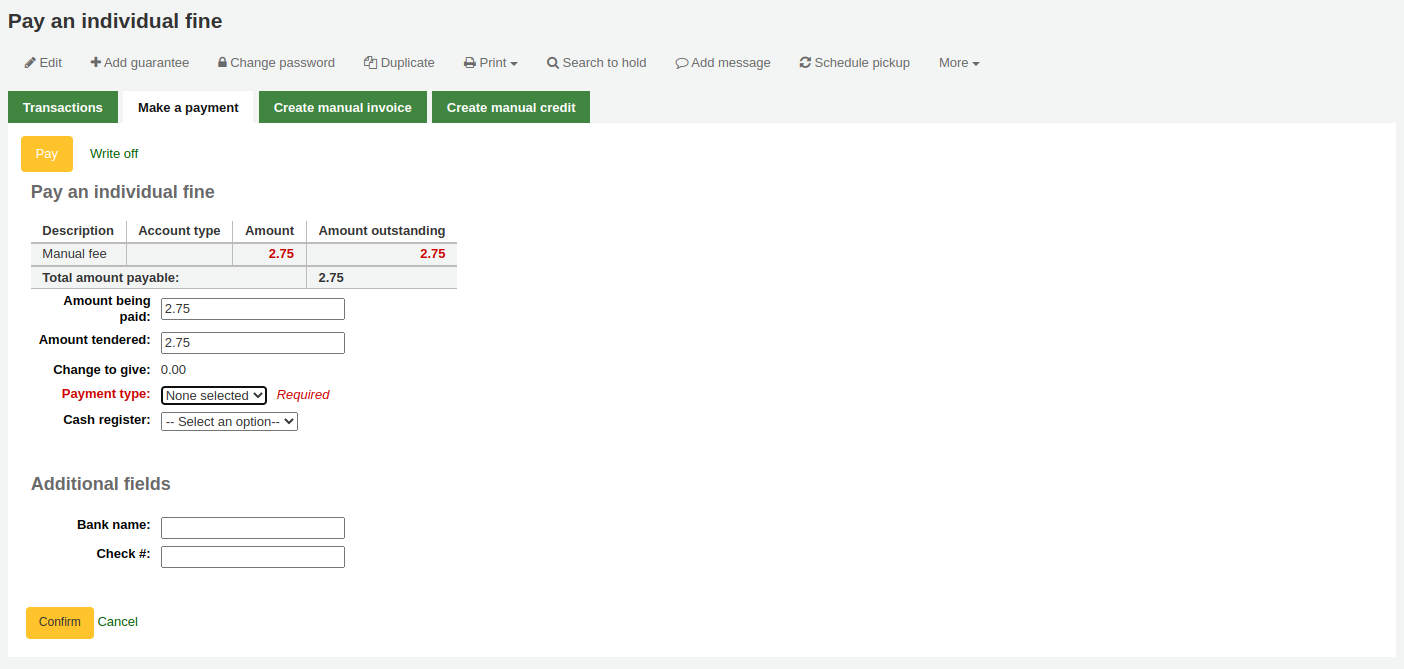 Pay an individual fine
Edit Add guarantee Change password Duplicate Print Search to hold Add message Schedule pickup More
Transactions Make a payment Create manual invoice Create manual credit
Pay Write off
Pay an individual fine
Description Account type Amount Amount outstanding
Manual fee 2.75 2.75
Total amount payable: 2.75
Amount being
paid: 2.75
Amount tendered: 2.75
Change to give: 0.00
Payment type: None selected Required
Cash register: -- Select an option--
Additional fields
Bank name:
Check #:
Confirm Cancel